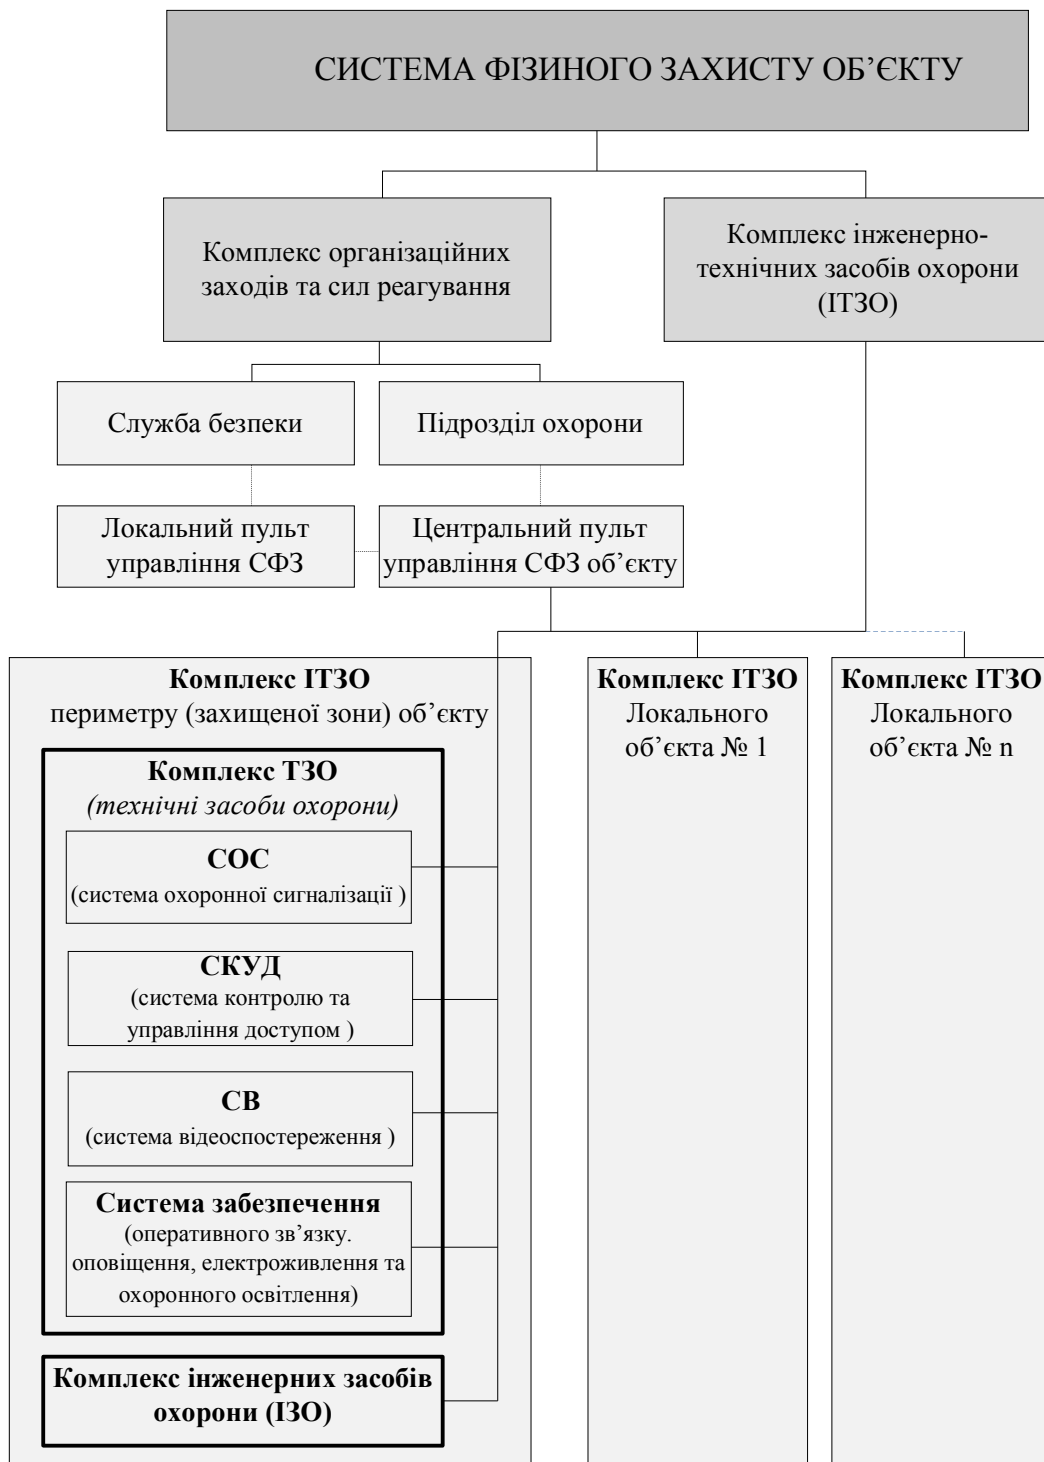 СИСТЕМА ФІЗИНОГО ЗАХИСТУ ОБ’ЄКТУ
Комплекс організаційних
заходів та сил реагування
Комплекс інженерно-
технічних засобів охорони
(ІТЗО)
Служба безпеки
Підрозділ охорони
Локальний пульт
управління СФЗ
Центральний пульт
управління СФЗ об’єкту
Комплекс ІТЗО
периметру (захищеної зони) об’єкту
Комплекс ТЗО
(технічні засоби охорони)
СОС
(система охоронної сигналізації )
СКУД
(система контролю та
управління доступом )
СВ
(система відеоспостереження )
Система забезпечення
(оперативного зв’язку.
оповіщення, електроживлення та
охоронного освітлення)
Комплекс інженерних засобів
охорони (ІЗО)
Комплекс ІТЗО
Локального
об’єкта № 1
Комплекс ІТЗО
Локального
об’єкта № n